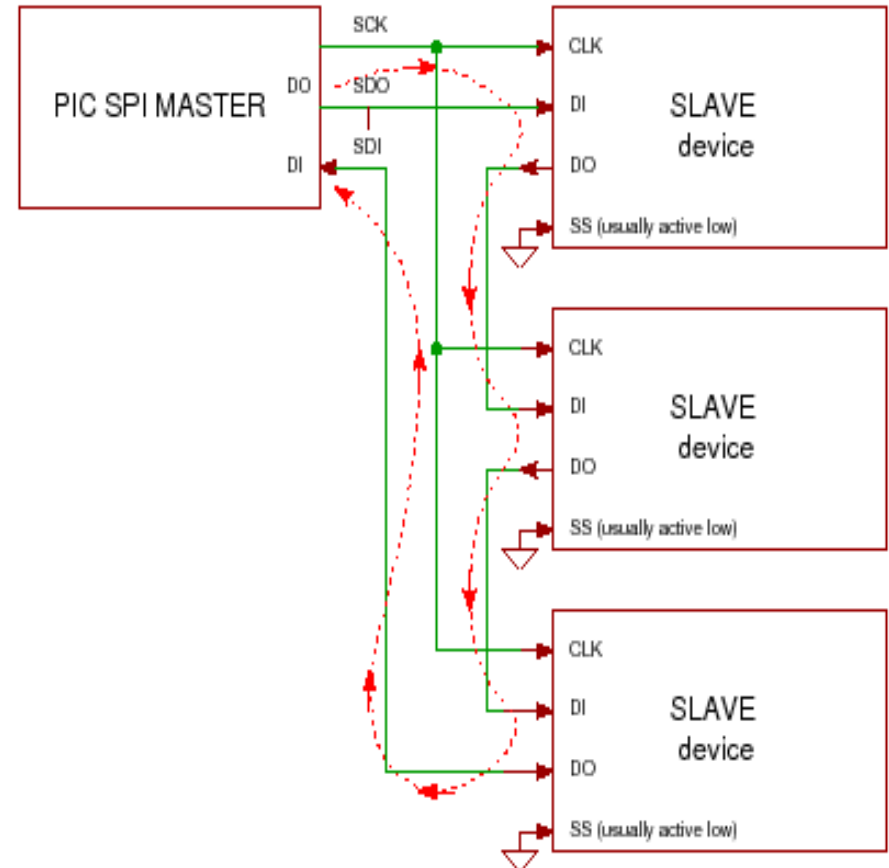 SCK
DO
SDO
PIC SPI MASTER
SDI
DI
CLK
DI
SLAVE
device
DO
SS (usually active low)
CLK
DI
SLAVE
device
DO
SS (usually active low)
CLK
DI
SLAVE
device
DO
SS (usually active low)